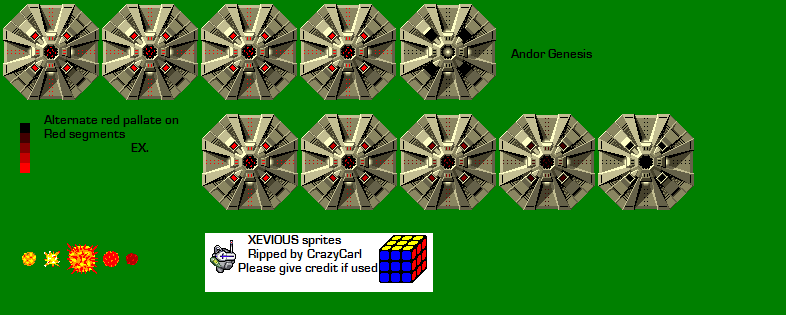 Andor Genesis
Alternate red pallate on
Red segments
EX.
XEVIOUS sprites
Ripped by CrazyCarl
Please give credit if used